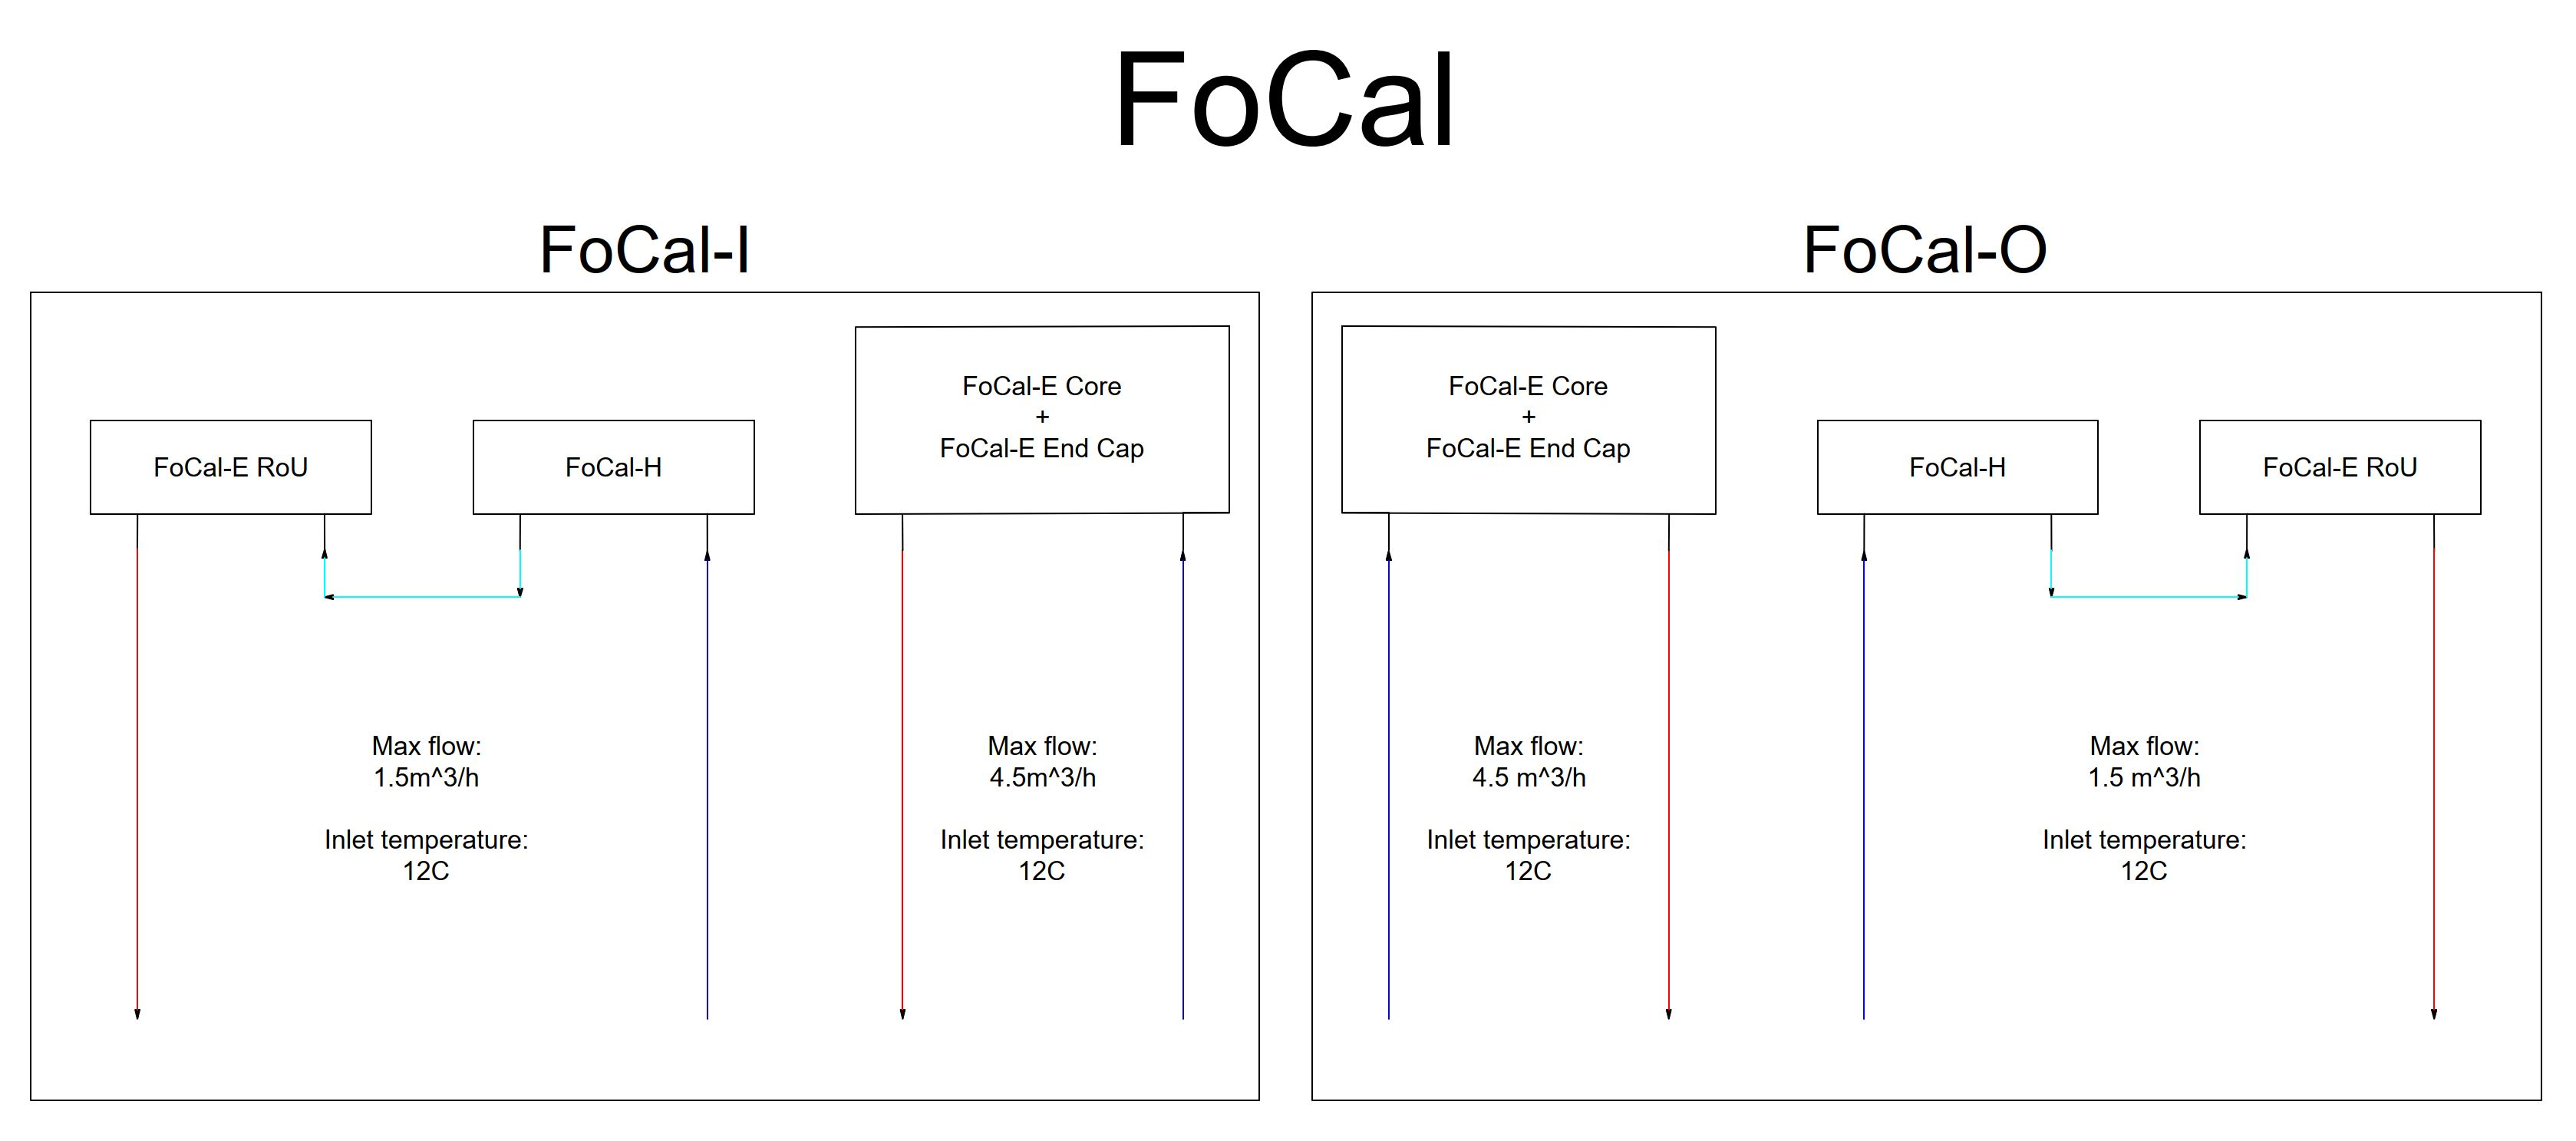 FoCal
FoCal-I
FoCal-E RoU
FoCal-H
FoCal-E Core
+
FoCal-E End Cap
Max flow:
1.5m^3/h
Inlet temperature:
12C
Max flow:
4.5m^3/h
Inlet temperature:
12C
FoCal-O
FoCal-E Core
+
FoCal-E End Cap
FoCal-H
FoCal-E RoU
Max flow:
4.5 m^3/h
Inlet temperature:
12C
Max flow:
1.5 m^3/h
Inlet temperature:
12C